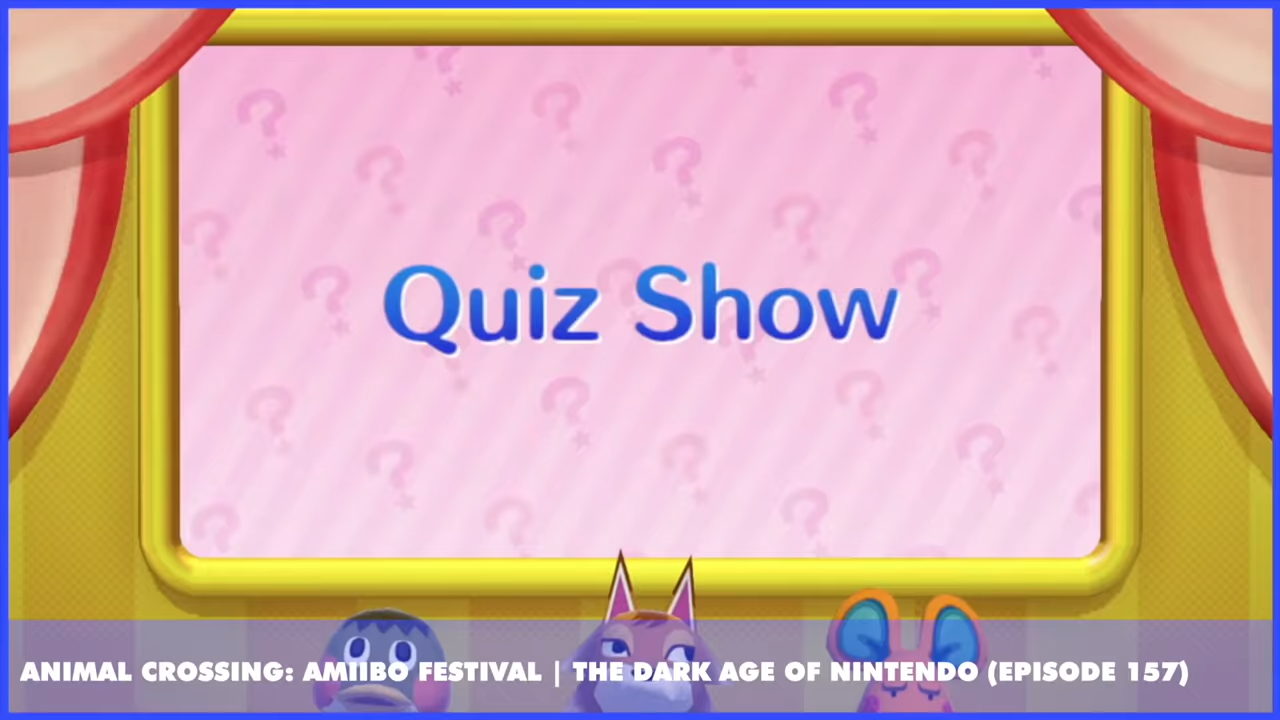 Quiz Show
ANIMAL CROSSING: AMIIBO FESTIVAL | THE DARK AGE OF NINTENDO (EPISODE 157)